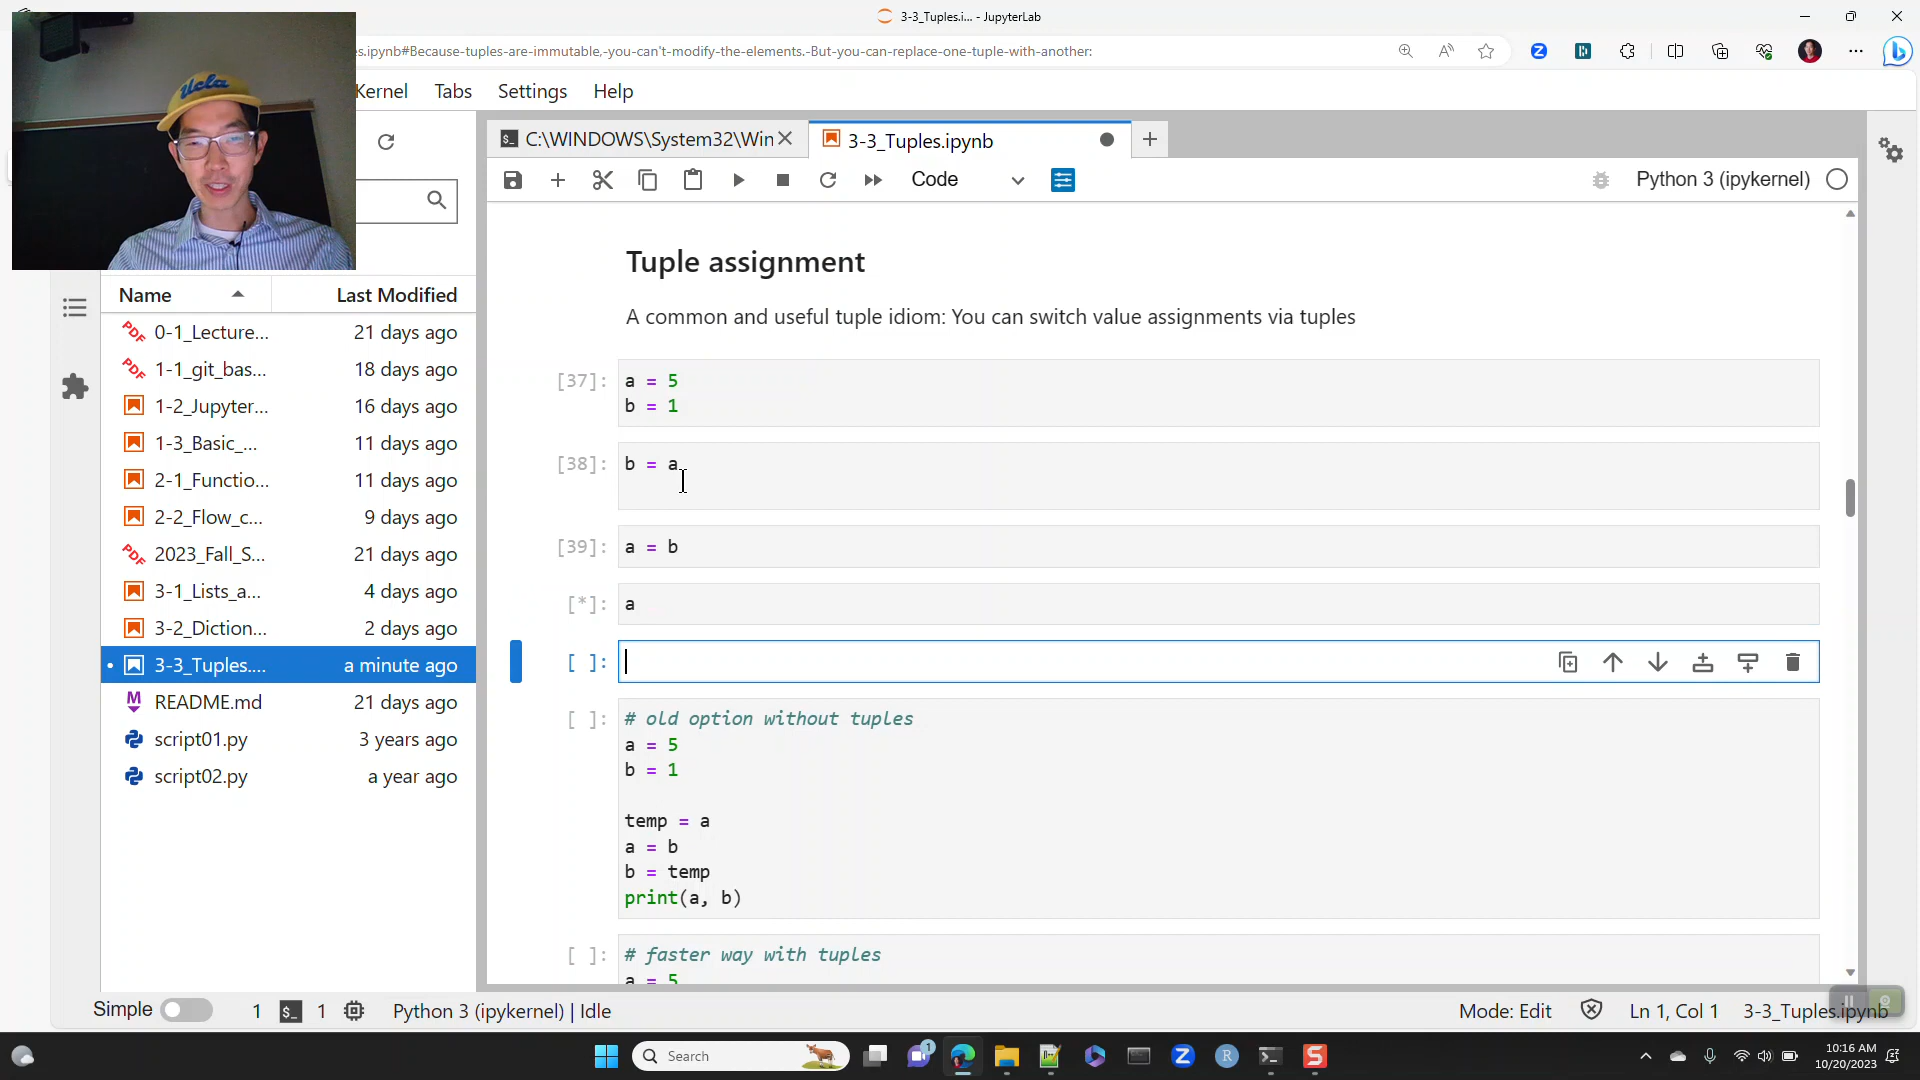 3-3_Tuples.i... - JupyterLab
s.ipynb#Because-tuples-are-immutable,-you-can't-modify-the-elements.-But-you-can-replace-one-tuple-with-another:
ucla
Kernel Tabs Settings Help
C:\WINDOWS\System32\Win
3-3_Tuples.ipynb
Code
Python 3 (ipykernel)
Name Last Modified
0-1_Lecture... 21 days ago
1-1_git_bas... 18 days ago
1-2_Jupyter... 16 days ago
1-3_Basic_... 11 days ago
2-1_Functio... 11 days ago
2-2_Flow_c... 9 days ago
2023_Fall_S... 21 days ago
3-1_Lists_a... 4 days ago
3-2_Diction... 2 days ago
3-3_Tuples.... a minute ago
README.md 21 days ago
script01.py 3 years ago
script02.py a year ago
Tuple assignment
A common and useful tuple idiom: You can switch value assignments via tuples
[37]: a = 5
b = 1
[38]: b = a
[39]: a = b
[*]: a
[ ]:
[ ]: # old option without tuples
a = 5
b = 1
temp = a
a = b
b = temp
print(a, b)
[ ]: # faster way with tuples
a = 5
Simple 1 1 Python 3 (ipykernel) | Idle
Mode: Edit Ln 1, Col 1 3-3_Tuples.ipynb
Search
10:16 AM
10/20/2023